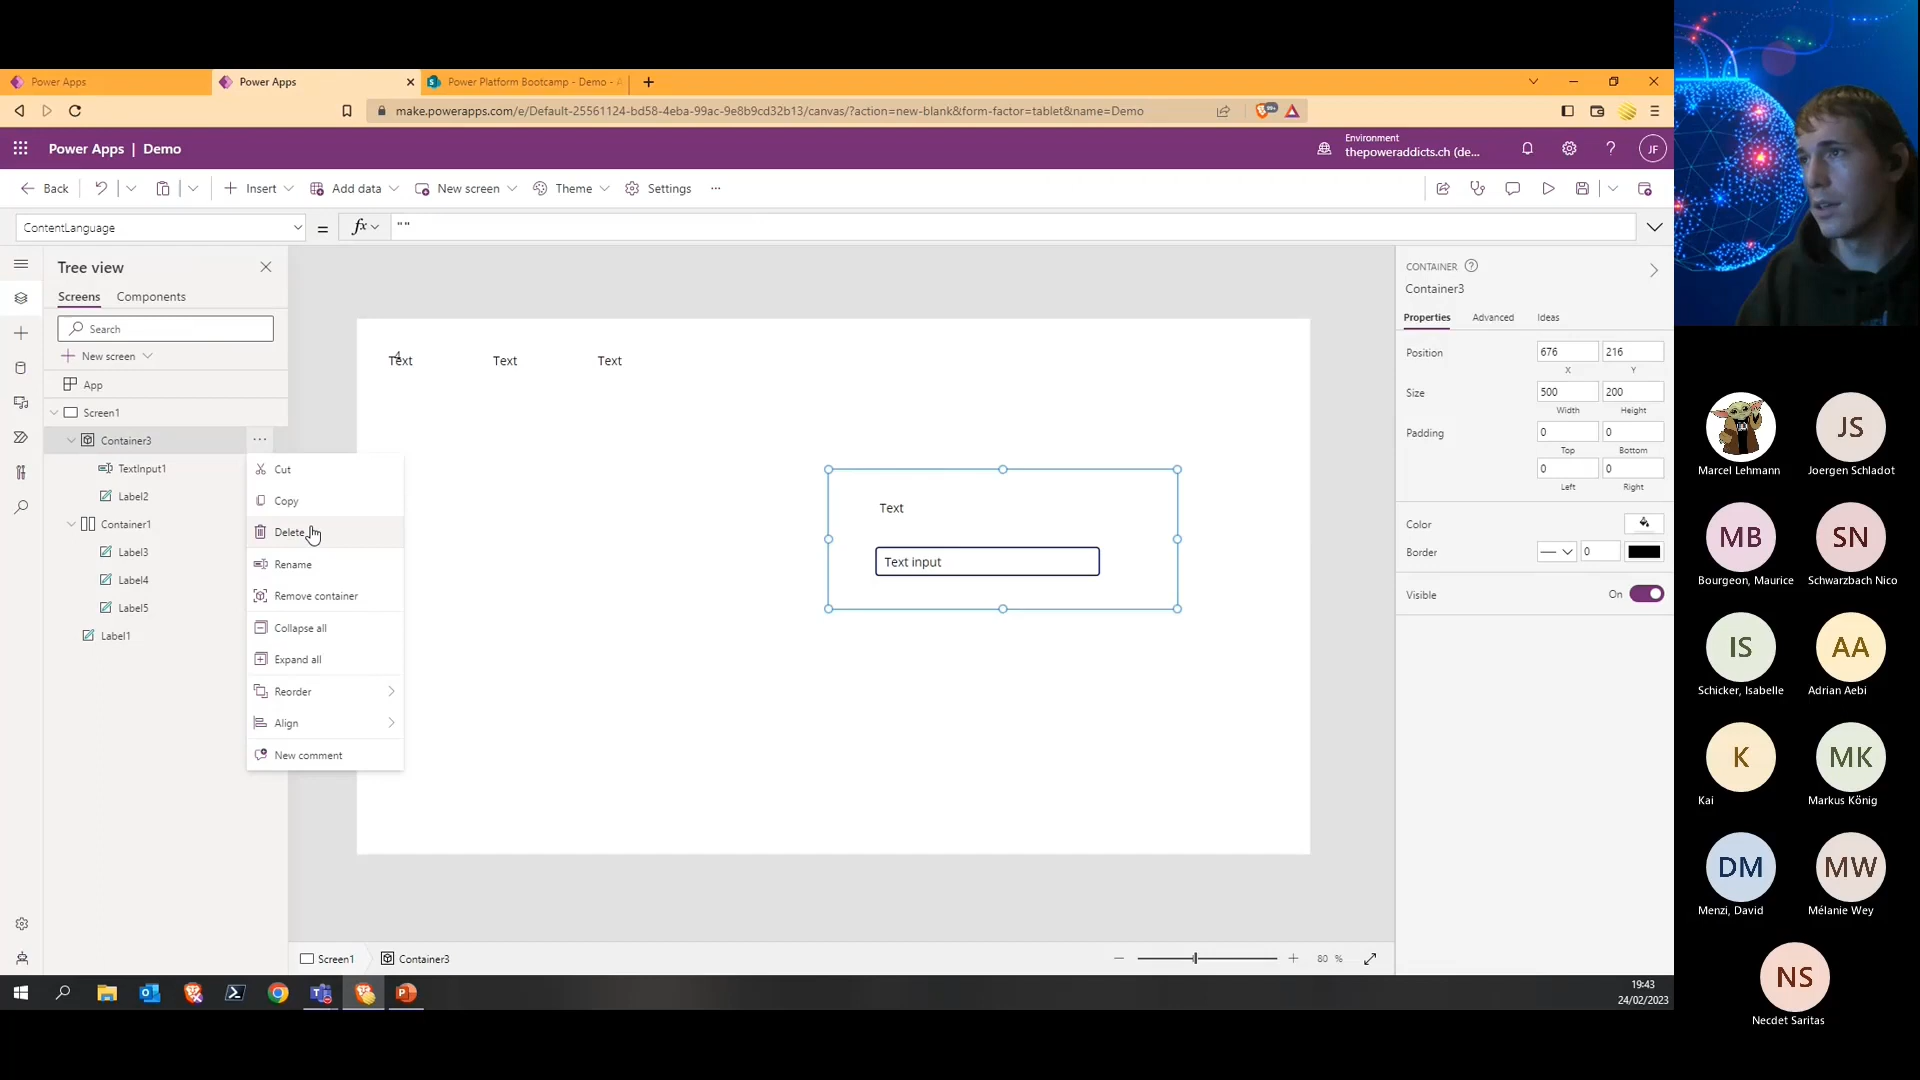 Power Apps
Power Apps
Power Platform Bootcamp - Demo - A
make.powerapps.com/e/Default-25561124-bd58-4eba-99ac-9e8b9cd32b13/canvas/?action=new-blank&form-factor=tablet&name=Demo
99+
Power Apps | Demo
Environment
thepoweraddicts.ch (de...
JF
Back
Insert
Add data
New screen
Theme
Settings
ContentLanguage
=
fx
""
Tree view
Screens
Components
Search
New screen
App
Screen1
Container3
TextInput1
Label2
Container1
Label3
Label4
Label5
Label1
Cut
Copy
Delete
Rename
Remove container
Collapse all
Expand all
Reorder
Align
New comment
4
Text
Text
Text
Text
Text input
CONTAINER
Container3
Properties
Advanced
Ideas
Position
676
216
X
Y
Size
500
200
Width
Height
Padding
0
0
Top
Bottom
0
0
Left
Right
Color
Border
0
Visible
On
Screen1
Container3
80 %
19:43
24/02/2023
Marcel Lehmann
JS
Joergen Schladot
MB
Bourgeon, Maurice
SN
Schwarzbach Nico
IS
Schicker, Isabelle
AA
Adrian Aebi
K
Kai
MK
Markus König
DM
Menzi, David
MW
Mélanie Wey
NS
Necdet Saritas